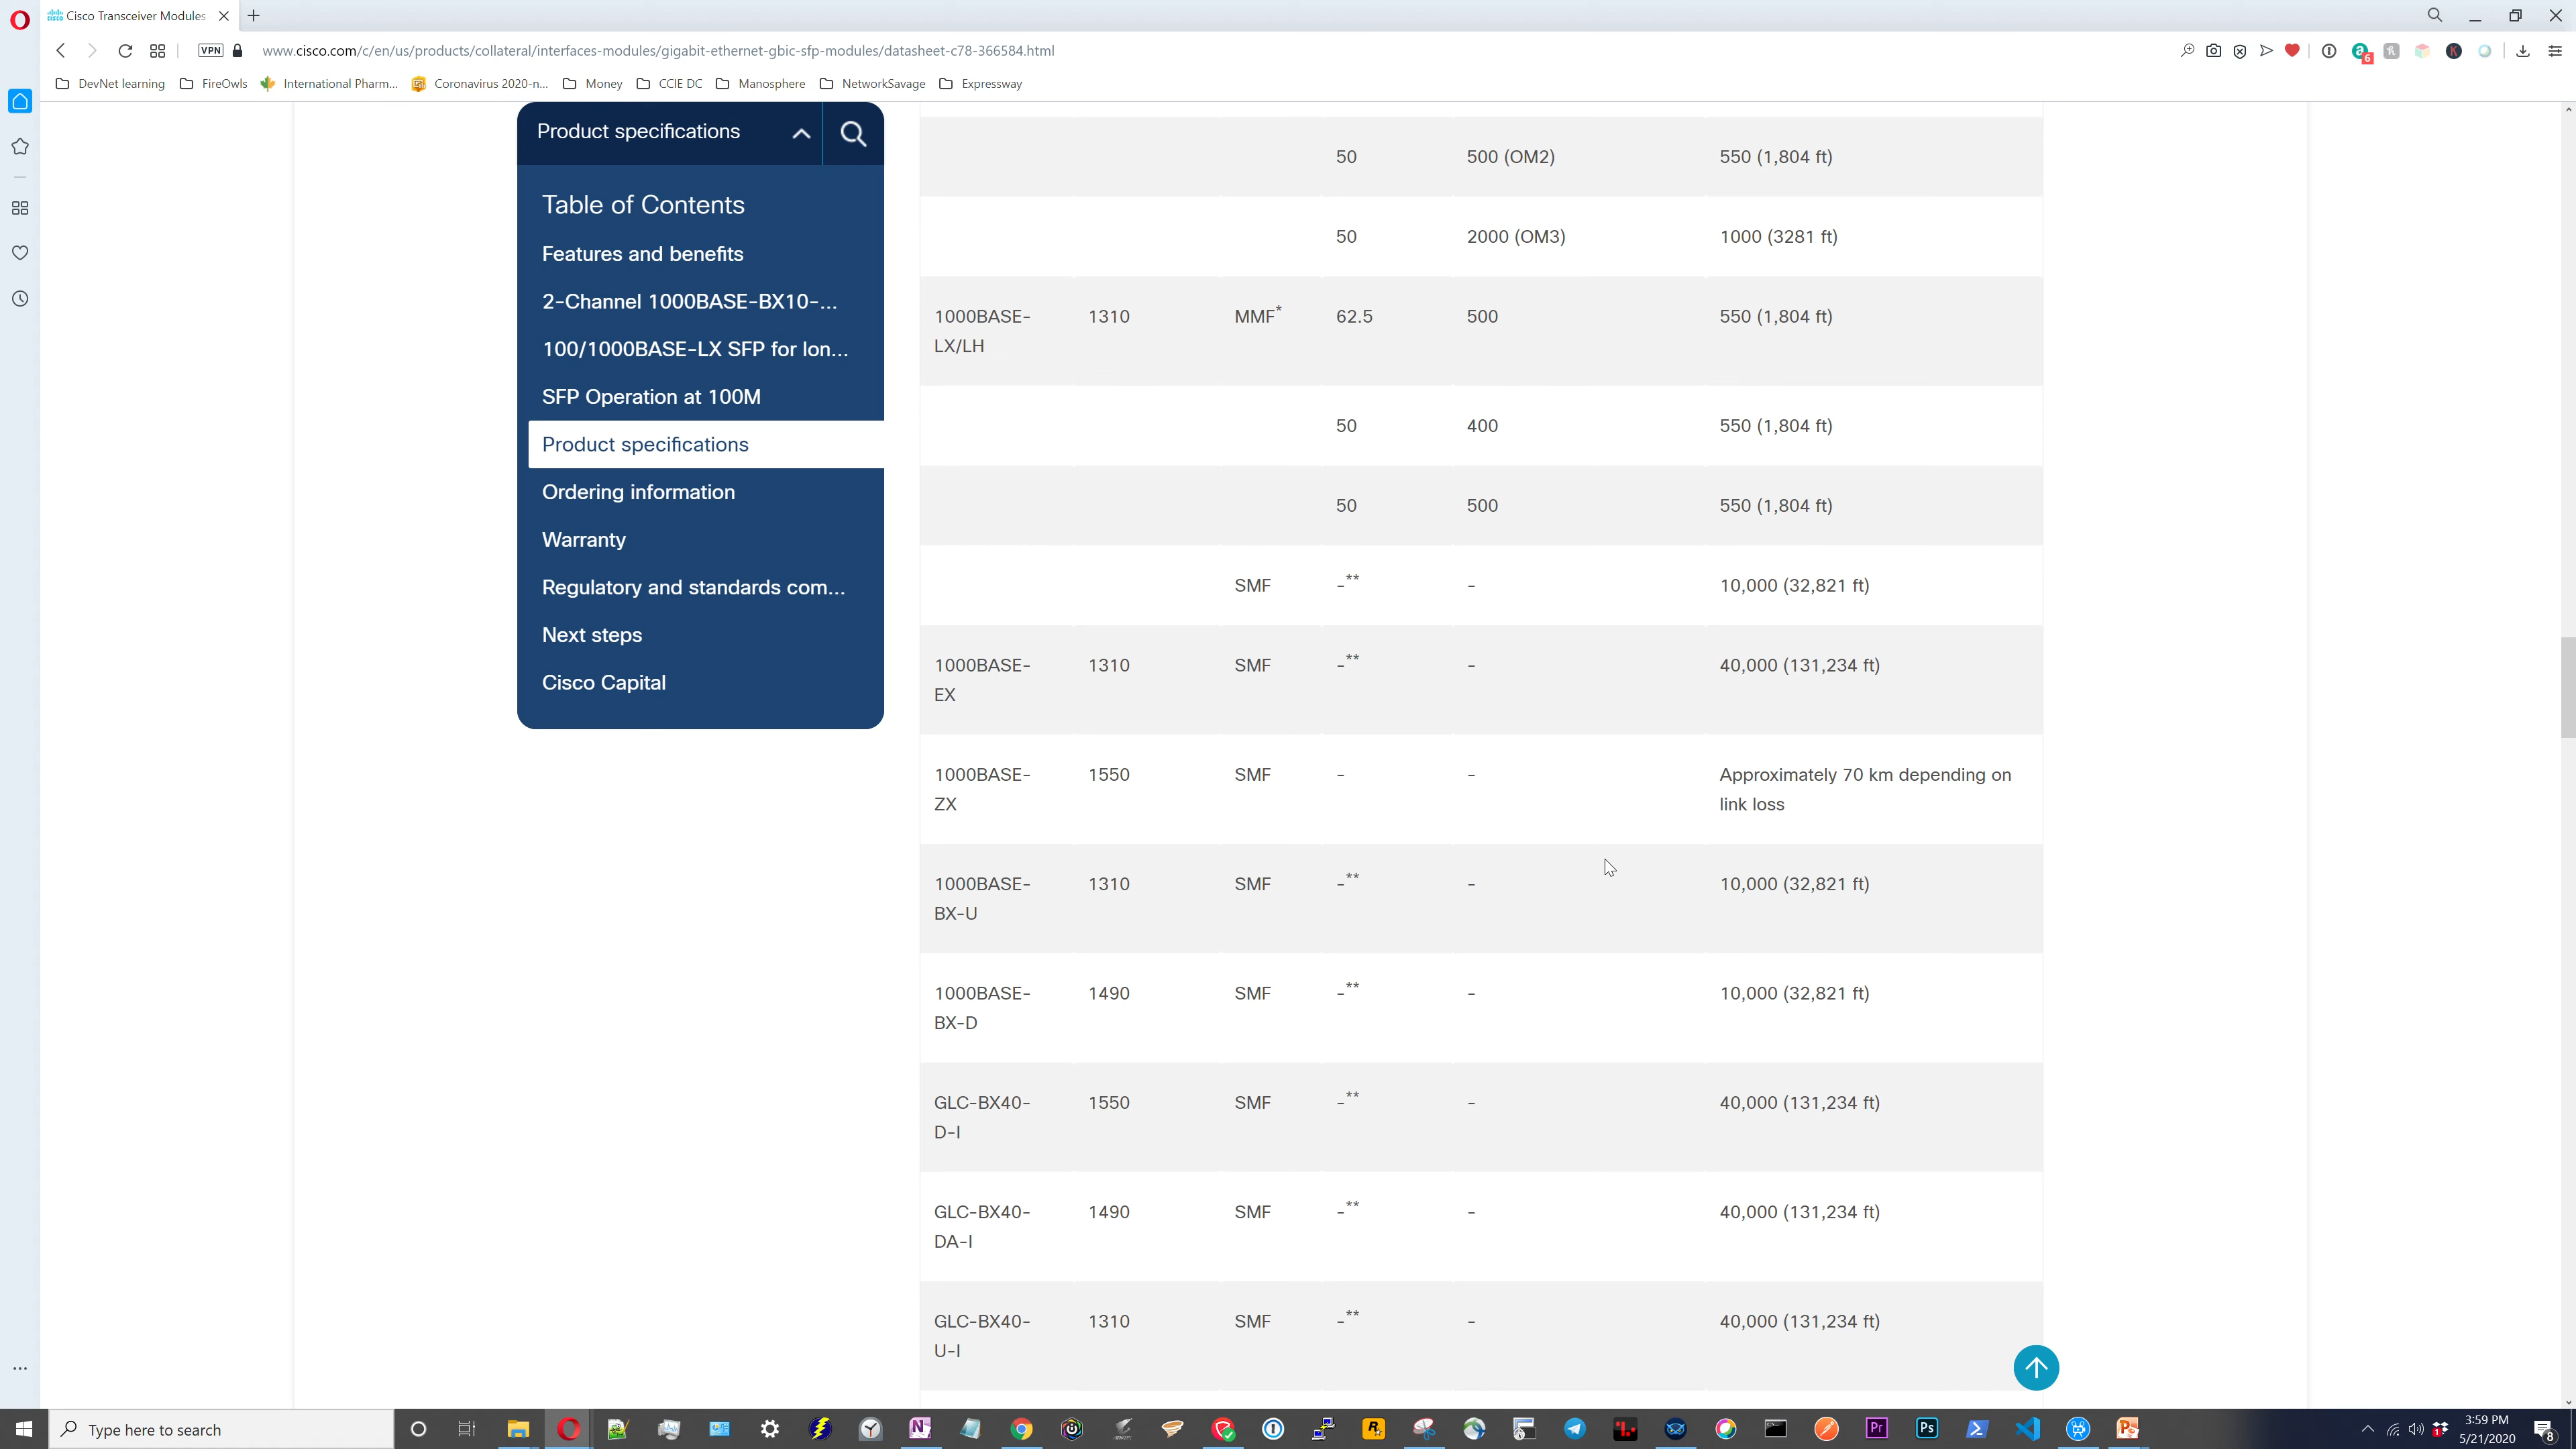 Cisco Transceiver Modules
VPN
www.cisco.com/c/en/us/products/collateral/interfaces-modules/gigabit-ethernet-gbic-sfp-modules/datasheet-c78-366584.html
6
DevNet learning FireOwls International Pharm... Coronavirus 2020-n... Money CCIE DC Manosphere NetworkSavage Expressway
Product specifications
Table of Contents
Features and benefits
2-Channel 1000BASE-BX10-...
100/1000BASE-LX SFP for lon...
SFP Operation at 100M
Product specifications
Ordering information
Warranty
Regulatory and standards com...
Next steps
Cisco Capital
50 500 (OM2) 550 (1,804 ft)
50 2000 (OM3) 1000 (3281 ft)
1000BASE- 1310 MMF* 62.5 500 550 (1,804 ft)
LX/LH
50 400 550 (1,804 ft)
50 500 550 (1,804 ft)
SMF -** - 10,000 (32,821 ft)
1000BASE- 1310 SMF -** - 40,000 (131,234 ft)
EX
1000BASE- 1550 SMF - - Approximately 70 km depending on
ZX link loss
1000BASE- 1310 SMF -** - 10,000 (32,821 ft)
BX-U
1000BASE- 1490 SMF -** - 10,000 (32,821 ft)
BX-D
GLC-BX40- 1550 SMF -** - 40,000 (131,234 ft)
D-I
GLC-BX40- 1490 SMF -** - 40,000 (131,234 ft)
DA-I
GLC-BX40- 1310 SMF -** - 40,000 (131,234 ft)
U-I
Type here to search
Pr Ps
3:59 PM
5/21/2020
8